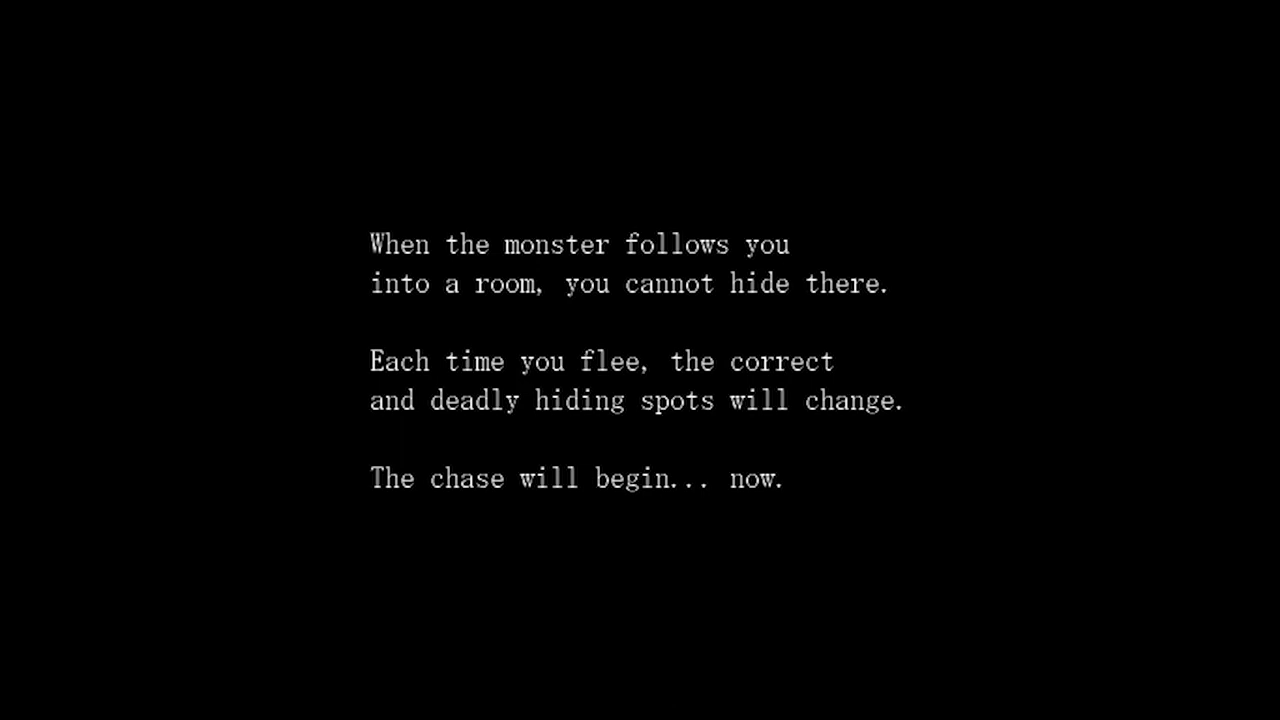 When the monster follows you
into a room, you cannot hide there.
Each time you flee, the correct
and deadly hiding spots will change.
The chase will begin... now.